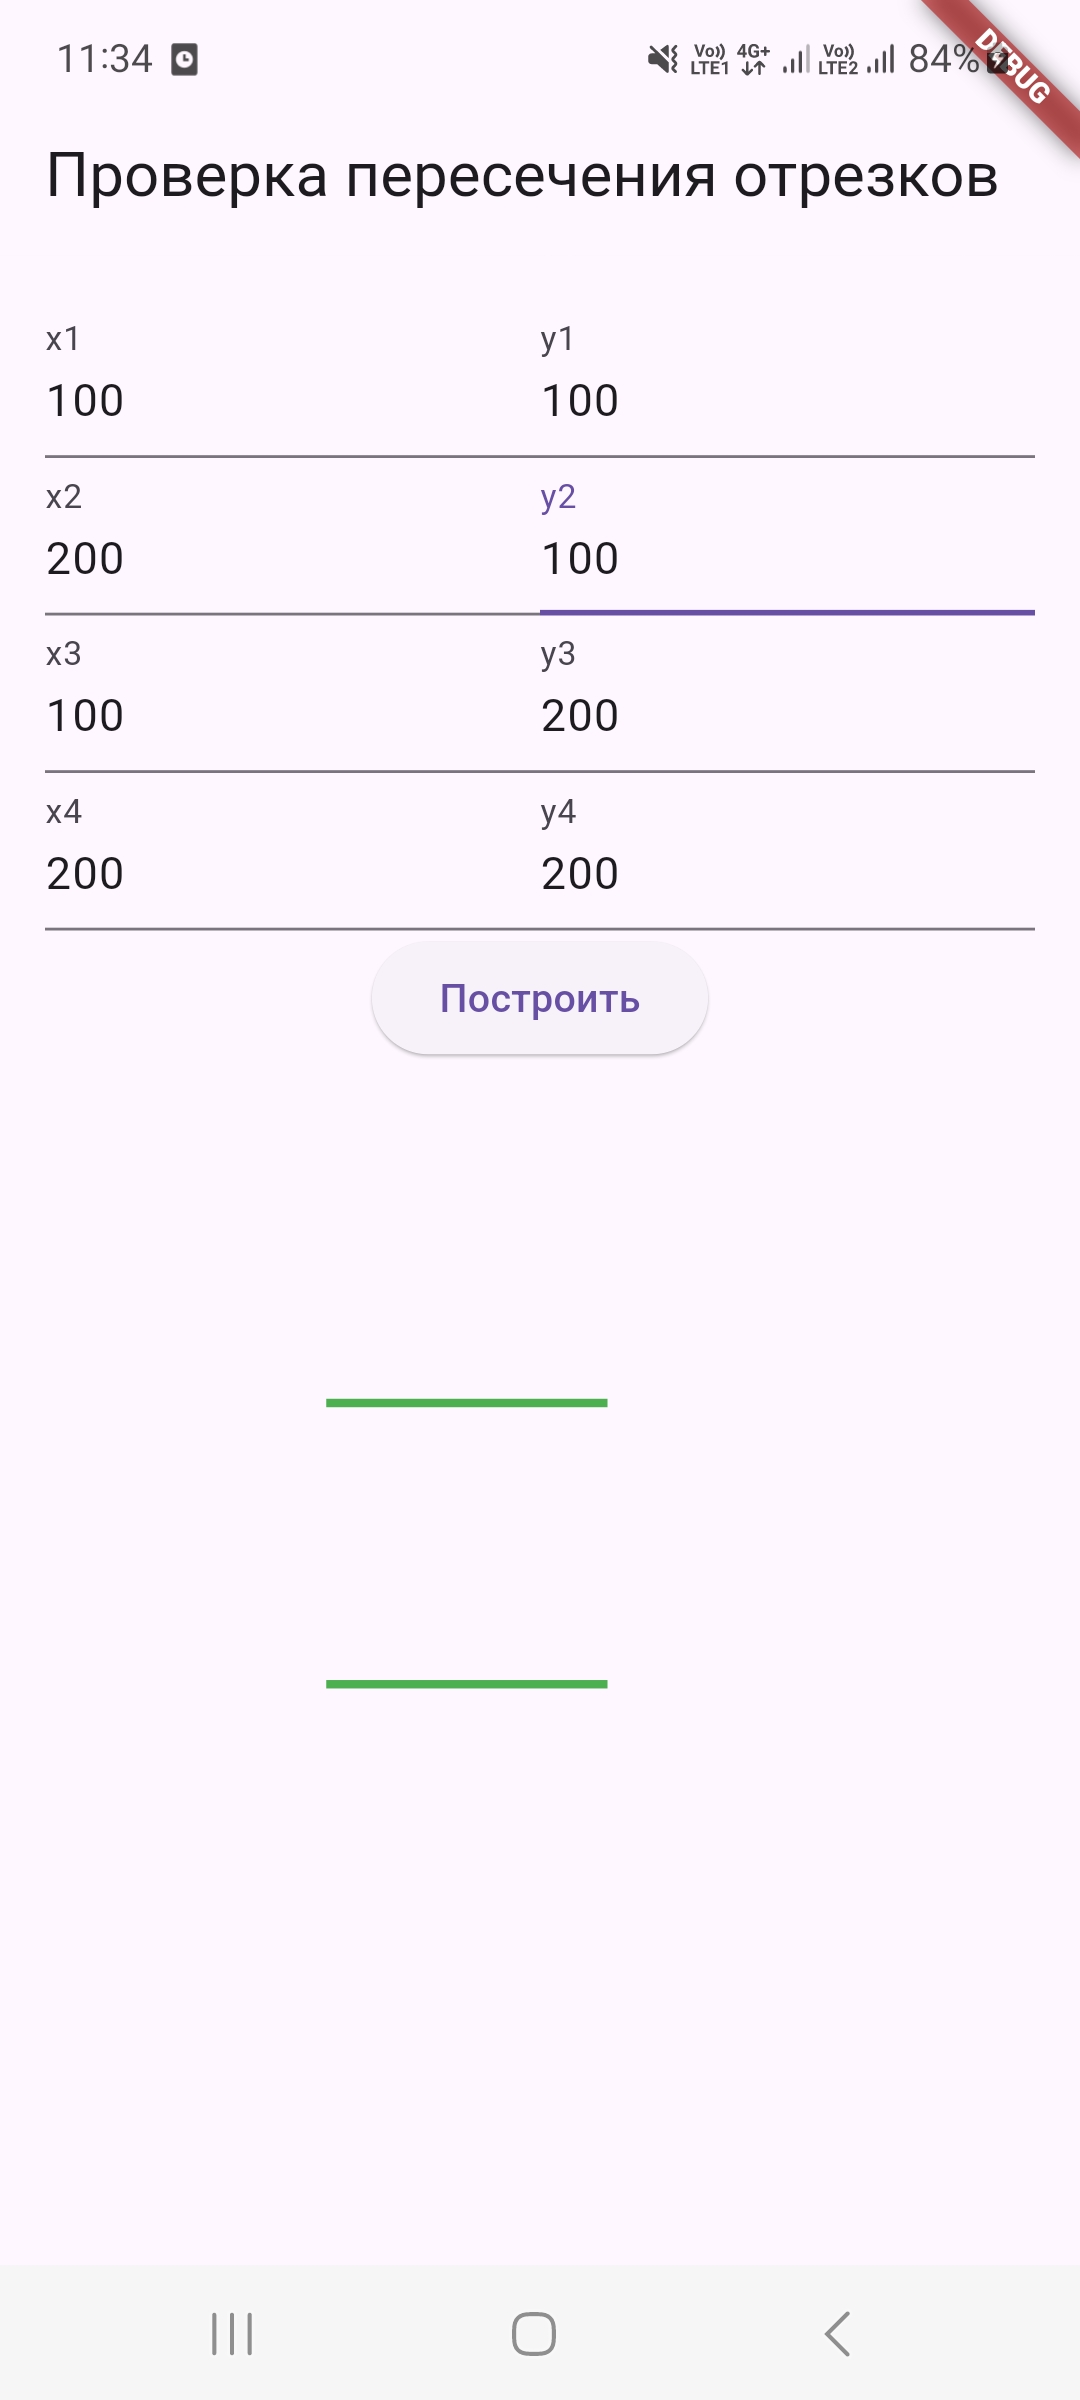 11:34 Vo)) LTE1 4G+ Vo)) LTE2 84% DEBUG
Проверка пересечения отрезков
x1 y1
100 100
x2 y2
200 100
x3 y3
100 200
x4 y4
200 200
Построить